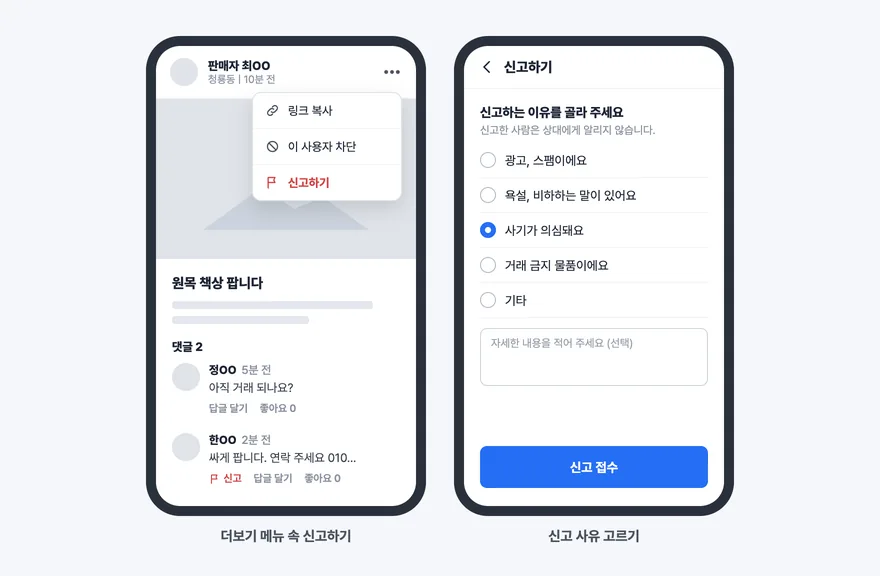 판매자 최OO
청룡동 | 10분 전
링크 복사
이 사용자 차단
신고하기
원목 책상 팝니다
댓글 2
정OO 5분 전
아직 거래 되나요?
답글 달기 좋아요 0
한OO 2분 전
싸게 팝니다. 연락 주세요 010...
신고 답글 달기 좋아요 0
더보기 메뉴 속 신고하기
신고하기
신고하는 이유를 골라 주세요
신고한 사람은 상대에게 알리지 않습니다.
광고, 스팸이에요
욕설, 비하하는 말이 있어요
사기가 의심돼요
거래 금지 물품이에요
기타
자세한 내용을 적어 주세요 (선택)
신고 접수
신고 사유 고르기